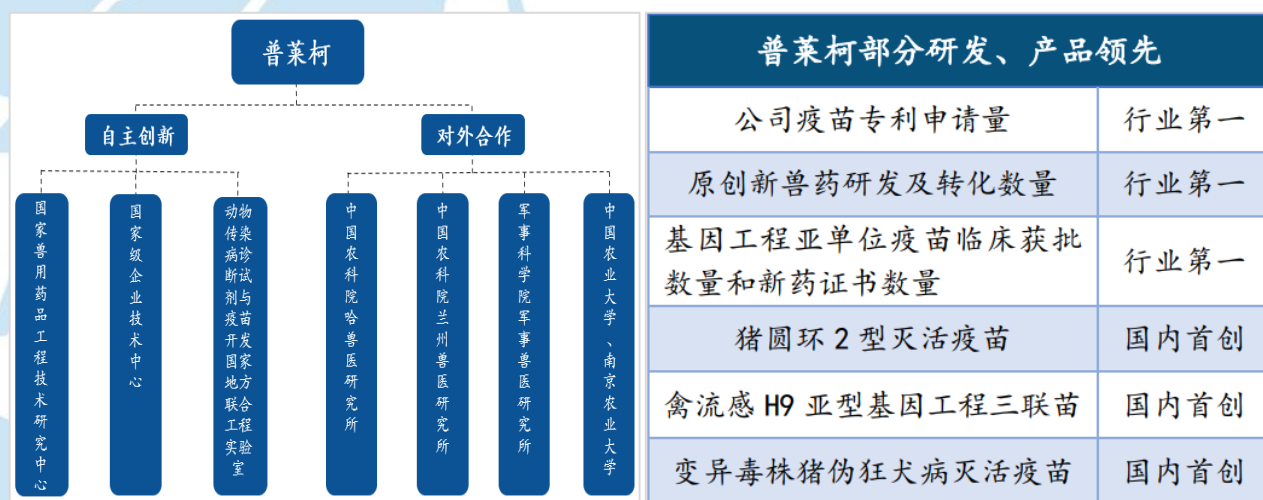 普莱柯
自主创新
对外合作
国家兽用药品工程技术研究中心
国家级企业技术中心
动物传染病诊断试剂与疫苗开发国家地方联合工程实验室
中国农科院哈兽医研究所
中国农科院兰州兽医研究所
军事科学院军事兽医研究所
中国农业大学、南京农业大学
普莱柯部分研发、产品领先
公司疫苗专利申请量
行业第一
原创新兽药研发及转化数量
行业第一
基因工程亚单位疫苗临床获批
数量和新药证书数量
行业第一
猪圆环2型灭活疫苗
国内首创
禽流感H9亚型基因工程三联苗
国内首创
变异毒株猪伪狂犬病灭活疫苗
国内首创